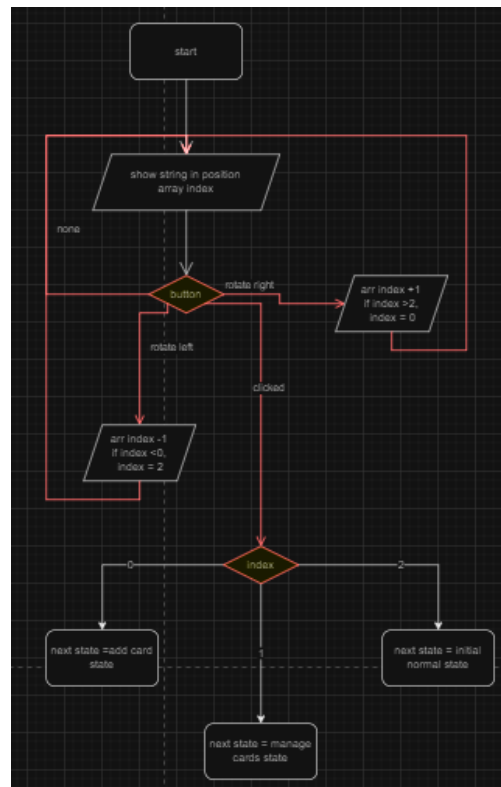 start
show string in position
array index
none
button
rotate right
arr index +1
if index >2,
index = 0
rotate left
clicked
arr index -1
if index <0,
index = 2
index
0
2
1
next state =add card
state
next state = initial
normal state
next state = manage
cards state